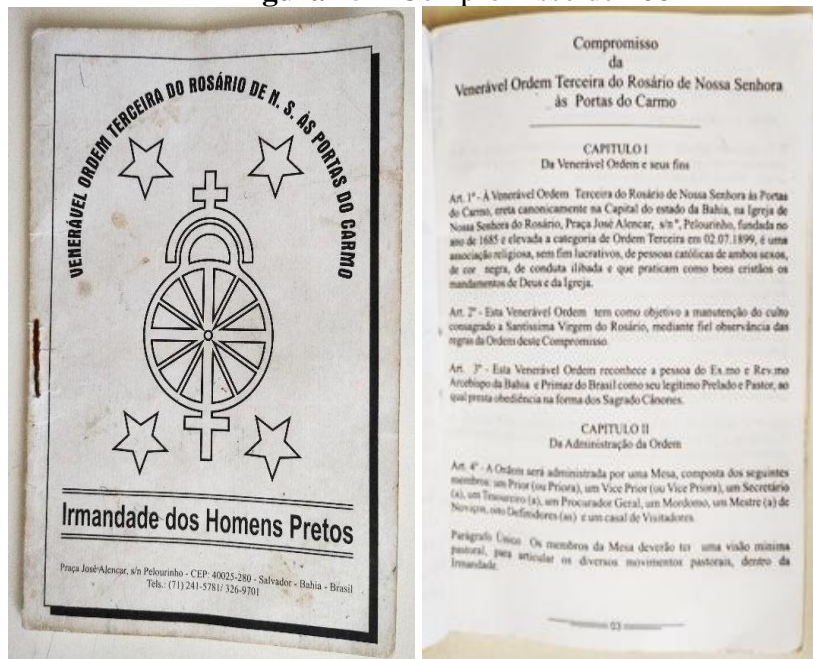 VENERÁVEL ORDEM TERCEIRA DO ROSÁRIO DE N. S. ÀS PORTAS DO CARMO
Irmandade dos Homens Pretos
Praça José Alencar, s/n Pelourinho - CEP: 40025-280 - Salvador - Bahia - Brasil
Tels.: (71) 241-5781/ 326-9701
Compromisso
da
Venerável Ordem Terceira do Rosário de Nossa Senhora
às Portas do Carmo
CAPITULO I
Da Venerável Ordem e seus fins
Art. 1º - A Venerável Ordem Terceira do Rosário de Nossa Senhora às Portas
do Carmo, ereta canonicamente na Capital do estado da Bahia, na Igreja de
Nossa Senhora do Rosário, Praça José Alencar, s/nº, Pelourinho, fundada no
ano de 1685 e elevada a categoria de Ordem Terceira em 02.07.1899, é uma
associação religiosa, sem fim lucrativos, de pessoas católicas de ambos sexos,
de cor negra, de conduta ilibada e que praticam como bons cristãos os
mandamentos de Deus e da Igreja.
Art. 2º - Esta Venerável Ordem tem como objetivo a manutenção do culto
consagrado a Santíssima Virgem do Rosário, mediante fiel observância das
regras da Ordem deste Compromisso.
Art. 3º - Esta Venerável Ordem reconhece a pessoa do Ex.mo e Rev.mo
Arcebispo da Bahia e Primaz do Brasil como seu legítimo Prelado e Pastor, ao
qual presta obediência na forma dos Sagrado Cânones.
CAPITULO II
Da Administração da Ordem
Art. 4º - A Ordem será administrada por uma Mesa, composta dos seguintes
membros: um Prior (ou Priora), um Vice Prior (ou Vice Priora), um Secretário
(a), um Tesoureiro (a), um Procurador Geral, um Mordomo, um Mestre (a) de
Noviços, oito Definidores (as) e um casal de Visitadores.
Parágrafo Único. Os membros da Mesa deverão ter uma visão mínima
pastoral, para articular os diversos movimentos pastorais, dentro da
Irmandade.
03